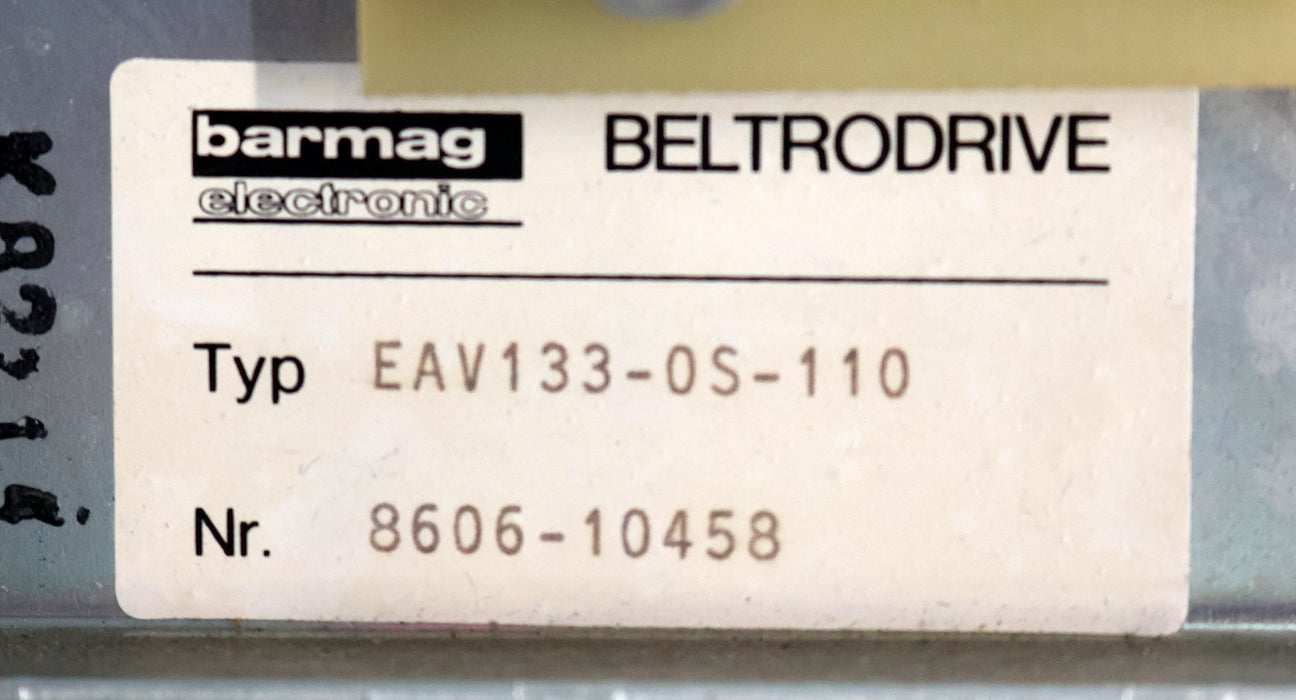 barmag BELTRODRIVE
electronic
Typ EAV133-0S-110
Nr. 8606-10458